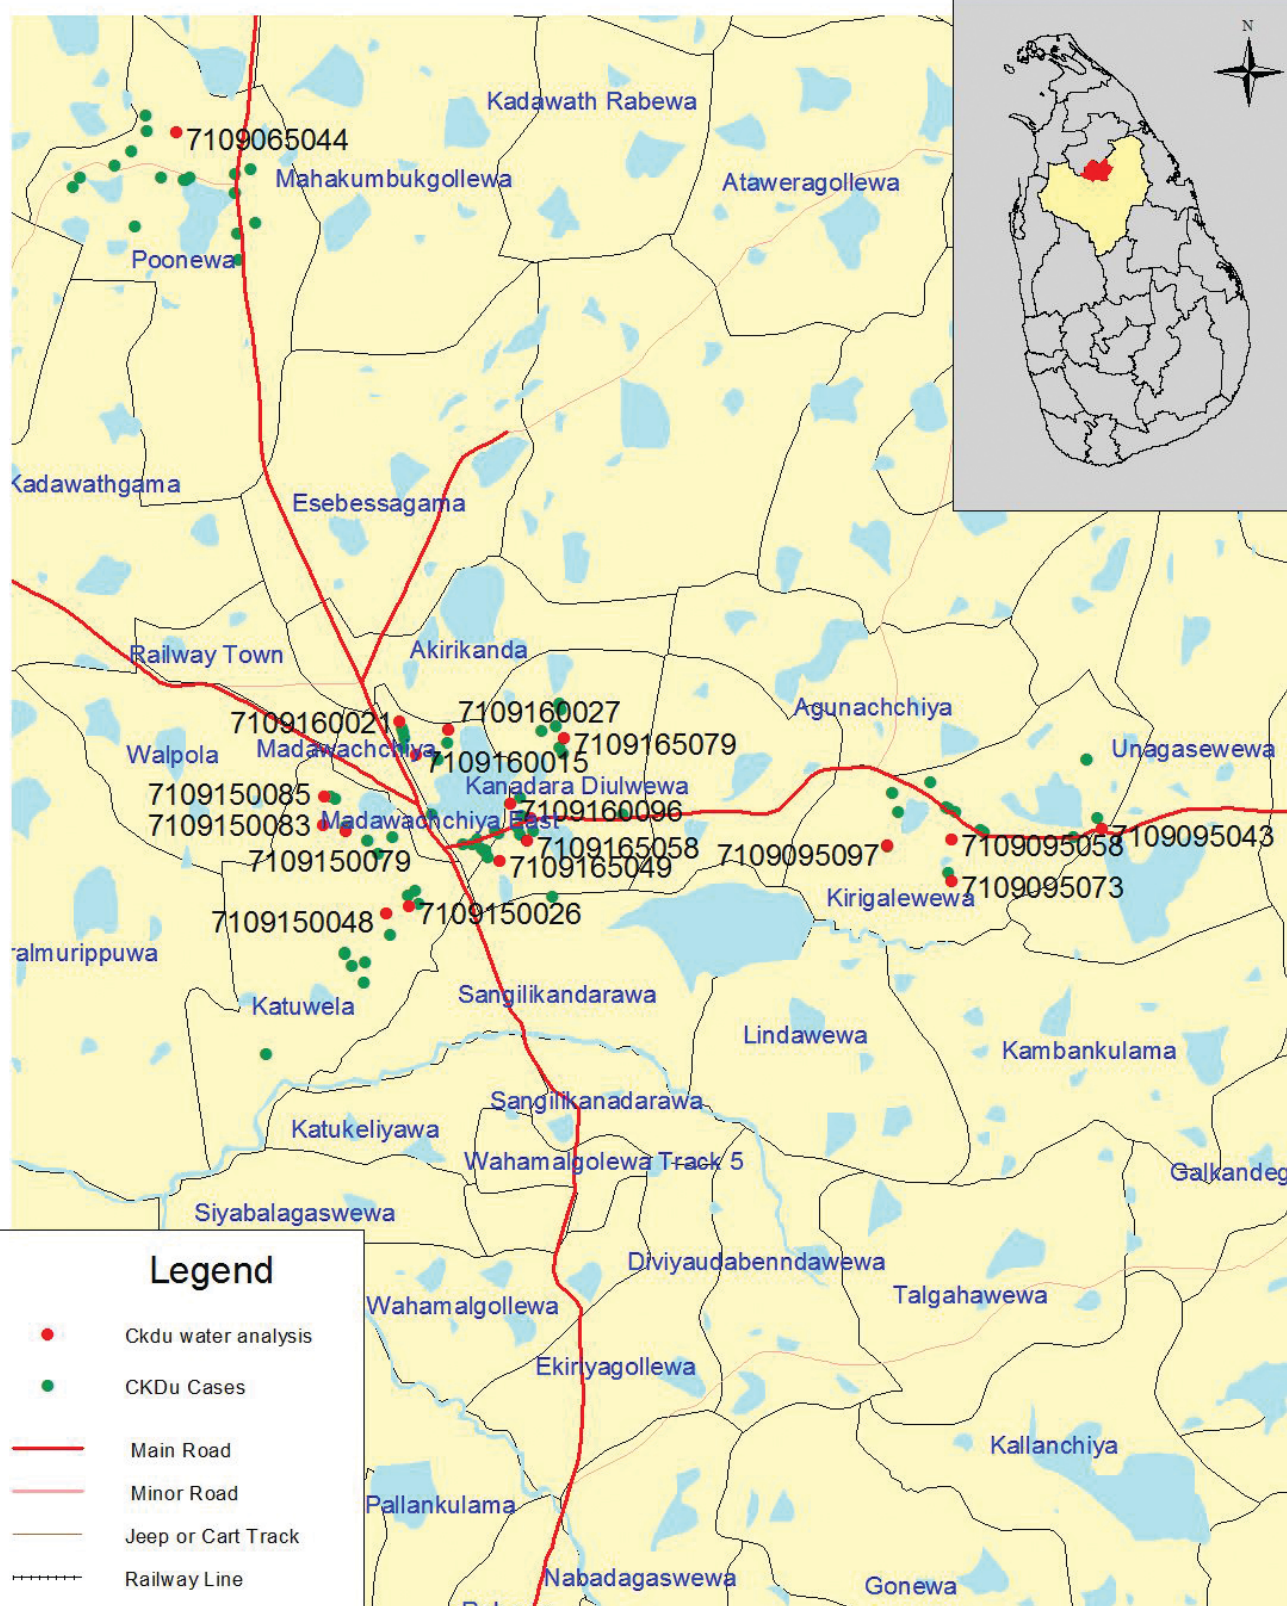 N
Kadawath Rabewa
7109065044
Mahakumbukgollewa
Ataweragollewa
Poonewa
Kadawathgama
Esebessagama
Railway Town
Akirikanda
Agunachchiya
7109160021
7109160027
7109165079
Walpola
Madawachchiya
7109160015
Unagasewewa
Kanadara Diulwewa
7109150085
7109160096
7109150083
Madawachchiya East
7109165058
7109095058
7109095043
7109150079
7109165049
7109095097
7109095073
Kirigalewewa
7109150048
7109150026
ralmurippuwa
Katuwela
Sangilikandarawa
Lindawewa
Kambankulama
Sangilikanadarawa
Katukeliyawa
Wahamalgolewa Track 5
Galkandeg
Siyabalagaswewa
Diviyaudabenndawewa
Talgahawewa
Wahamalgollewa
Ekiriyagollewa
Kallanchiya
Pallankulama
Nabadagaswewa
Gonewa
Legend
Ckdu water analysis
CKDu Cases
Main Road
Minor Road
Jeep or Cart Track
Railway Line